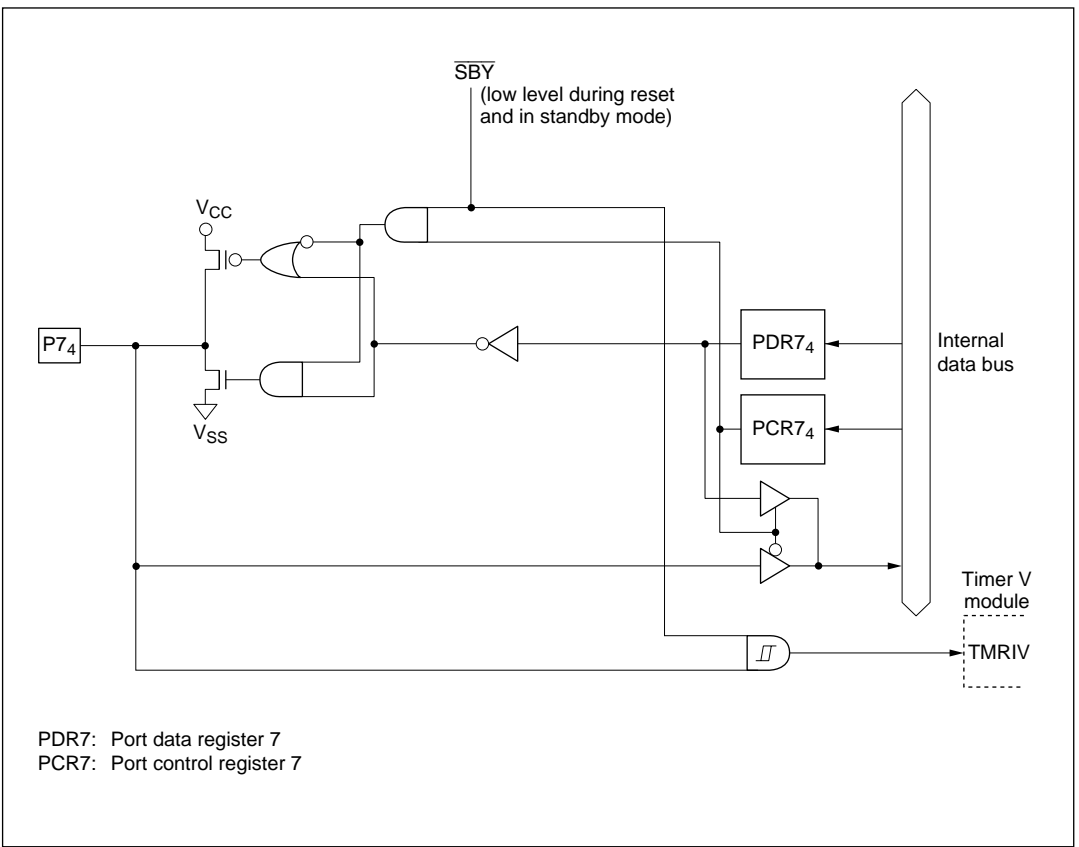 SBY
(low level during reset
and in standby mode)
VCC
P74
VSS
PDR74
PCR74
Internal
data bus
Timer V
module
TMRIV
PDR7: Port data register 7
PCR7: Port control register 7